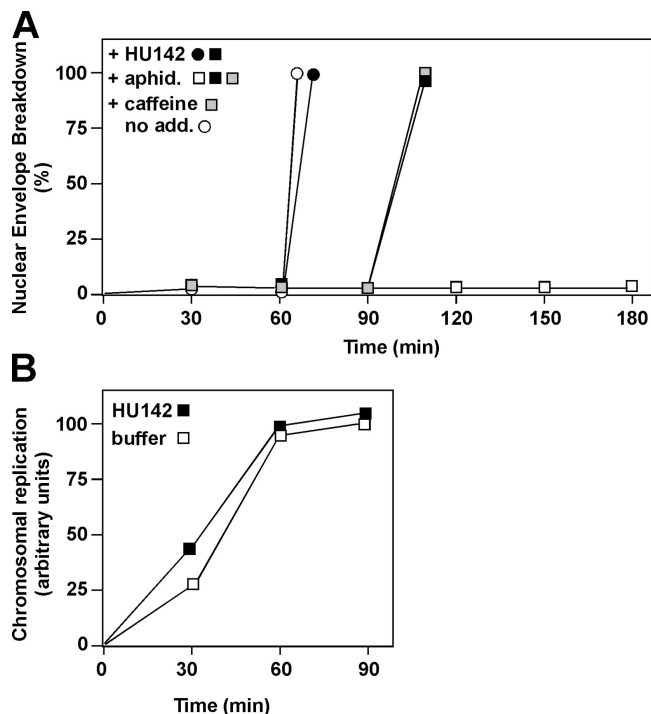 A
+ HU142
+ aphid.
+ caffeine
no add.
Nuclear Envelope Breakdown
(%)
100
75
50
25
0
0 30 60 90 120 150 180
Time (min)
B
HU142
buffer
Chromosomal replication
(arbitrary units)
100
75
50
25
0
0 30 60 90
Time (min)